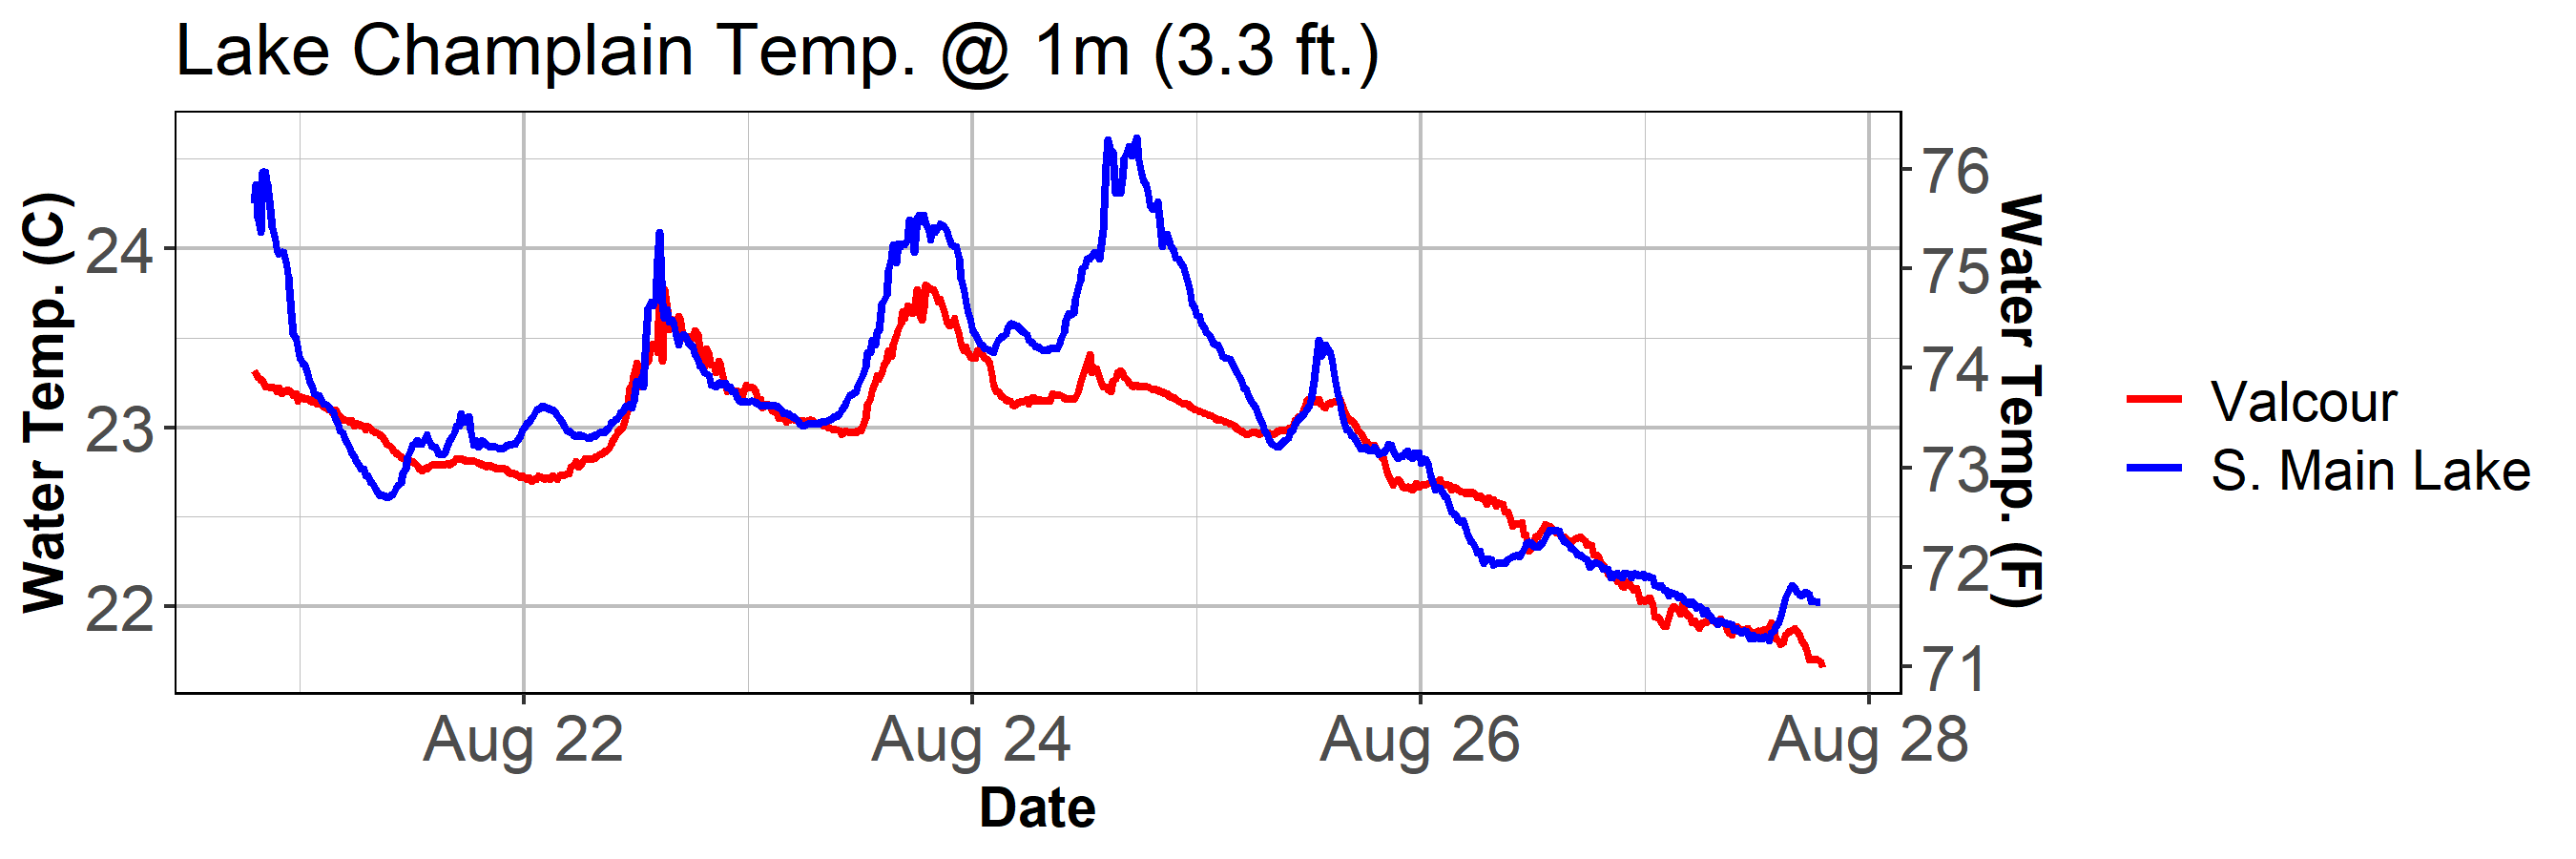 Lake Champlain Temp. @ 1m (3.3 ft.)
Water Temp. (C)
24
23
22
76
75
74
73
72
71
Water Temp. (F)
Aug 22
Aug 24
Aug 26
Aug 28
Date
Valcour
S. Main Lake